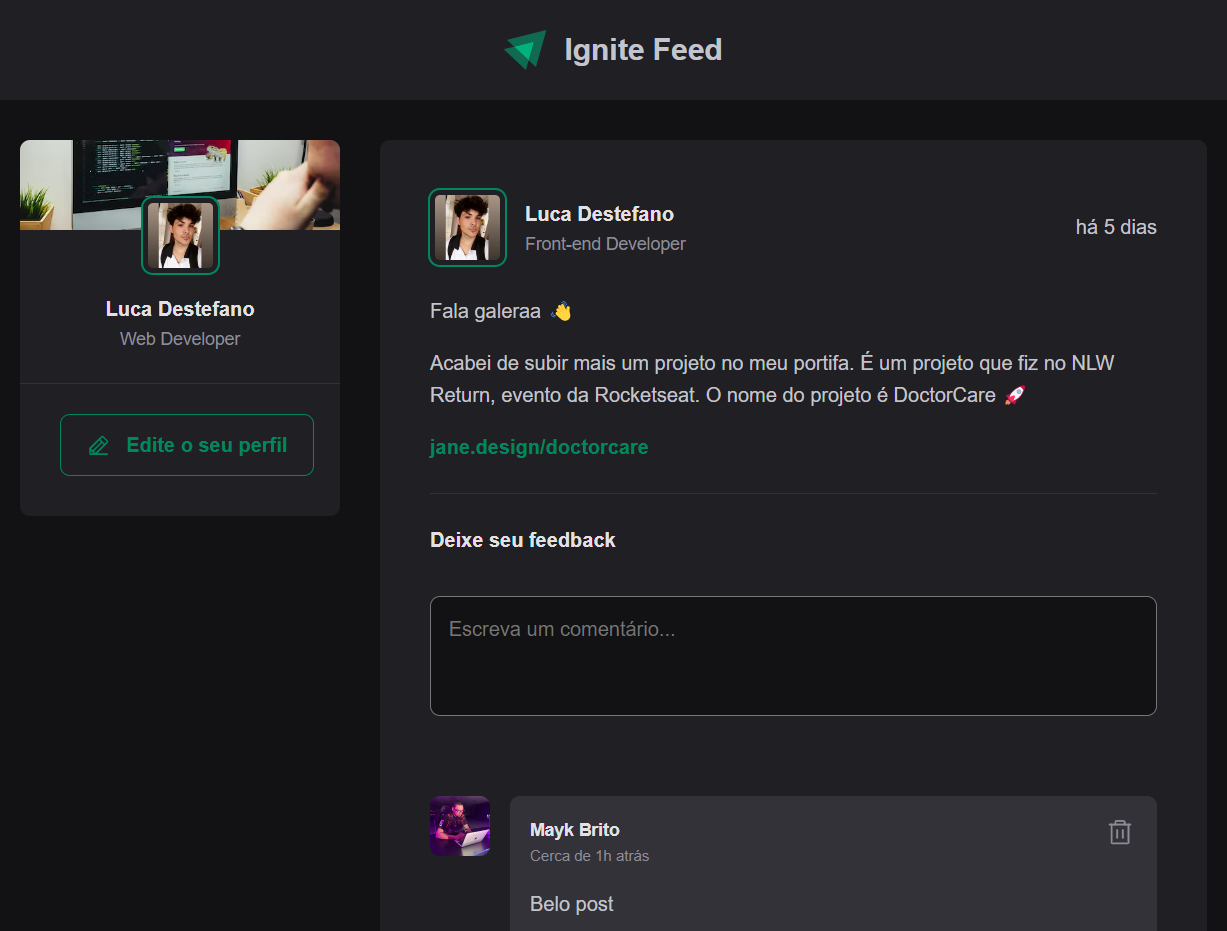 Ignite Feed
Luca Destefano
Web Developer
Edite o seu perfil
Luca Destefano
Front-end Developer
há 5 dias
Fala galeraa 👋
Acabei de subir mais um projeto no meu portifa. É um projeto que fiz no NLW
Return, evento da Rocketseat. O nome do projeto é DoctorCare 🚀
jane.design/doctorcare
Deixe seu feedback
Escreva um comentário...
Mayk Brito
Cerca de 1h atrás
Belo post